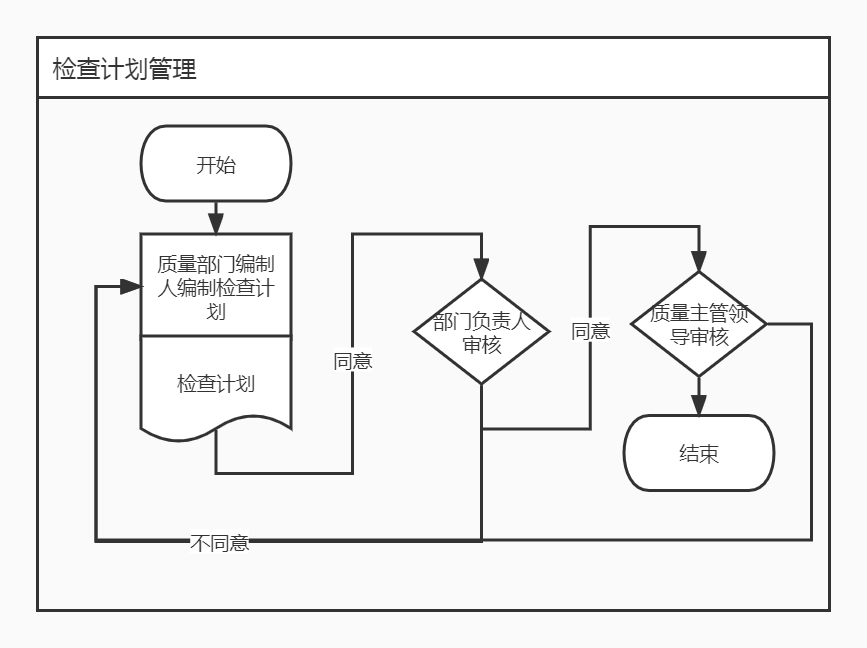 检查计划管理
开始
质量部门编制
人编制检查计
划
检查计划
同意
部门负责人
审核
同意
质量主管领
导审核
结束
不同意